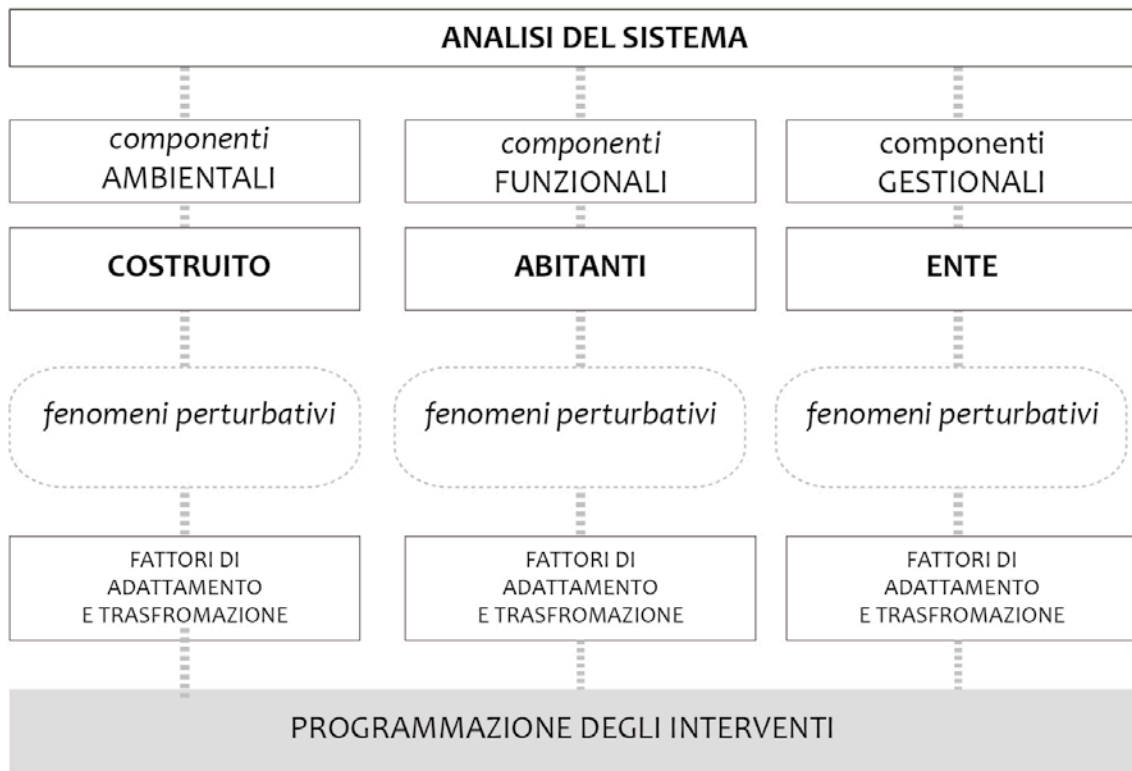 ANALISI DEL SISTEMA
componenti
AMBIENTALI
componenti
FUNZIONALI
componenti
GESTIONALI
COSTRUITO
ABITANTI
ENTE
fenomeni perturbativi
fenomeni perturbativi
fenomeni perturbativi
FATTORI DI
ADATTAMENTO
E TRASFROMAZIONE
FATTORI DI
ADATTAMENTO
E TRASFROMAZIONE
FATTORI DI
ADATTAMENTO
E TRASFROMAZIONE
PROGRAMMAZIONE DEGLI INTERVENTI